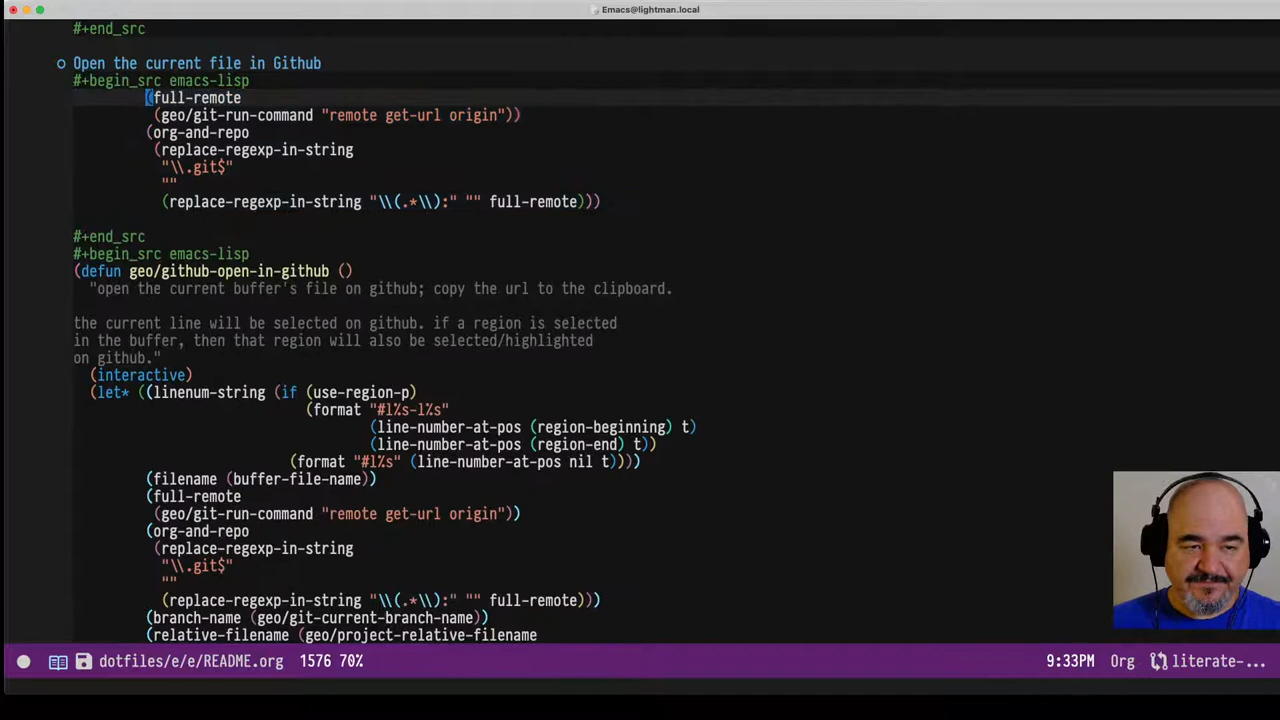 Emacs@lightman.local
#+end_src
Open the current file in Github
#+begin_src emacs-lisp
(full-remote
(geo/git-run-command "remote get-url origin"))
(org-and-repo
(replace-regexp-in-string
"\\.git$"
""
(replace-regexp-in-string "\\(.*\\):" "" full-remote)))
#+end_src
#+begin_src emacs-lisp
(defun geo/github-open-in-github ()
"open the current buffer's file on github; copy the url to the clipboard.
the current line will be selected on github. if a region is selected
in the buffer, then that region will also be selected/highlighted
on github."
(interactive)
(let* ((linenum-string (if (use-region-p)
(format "#l%s-l%s"
(line-number-at-pos (region-beginning) t)
(line-number-at-pos (region-end) t))
(format "#l%s" (line-number-at-pos nil t))))
(filename (buffer-file-name))
(full-remote
(geo/git-run-command "remote get-url origin"))
(org-and-repo
(replace-regexp-in-string
"\\.git$"
""
(replace-regexp-in-string "\\(.*\\):" "" full-remote)))
(branch-name (geo/git-current-branch-name))
(relative-filename (geo/project-relative-filename
dotfiles/e/e/README.org 1576 70% 9:33PM Org literate-...